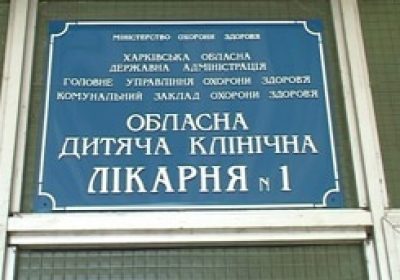 МІНІСТЕРСТВО ОХОРОНИ ЗДОРОВ'Я
ХАРКІВСЬКА ОБЛАСНА
ДЕРЖАВНА АДМІНІСТРАЦІЯ
ГОЛОВНЕ УПРАВЛІННЯ ОХОРОНИ ЗДОРОВ'Я
КОМУНАЛЬНИЙ ЗАКЛАД ОХОРОНИ ЗДОРОВ'Я
ОБЛАСНА
ДИТЯЧА КЛІНІЧНА
ЛІКАРНЯ N 1